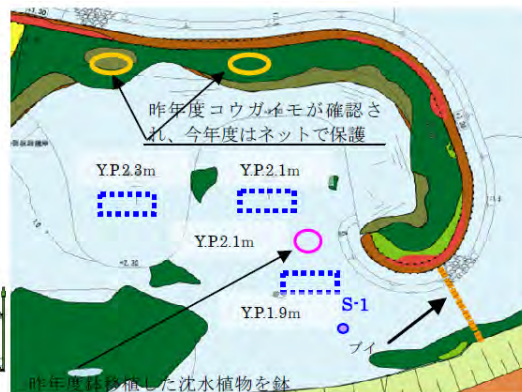 昨年度コウガイモが確認さ
れ、今年度はネットで保護
Y.P.2.3m
Y.P.2.1m
Y.P.2.1m
Y.P.1.9m
S-1
ブイ
昨年度鉢移植した沈水植物を鉢